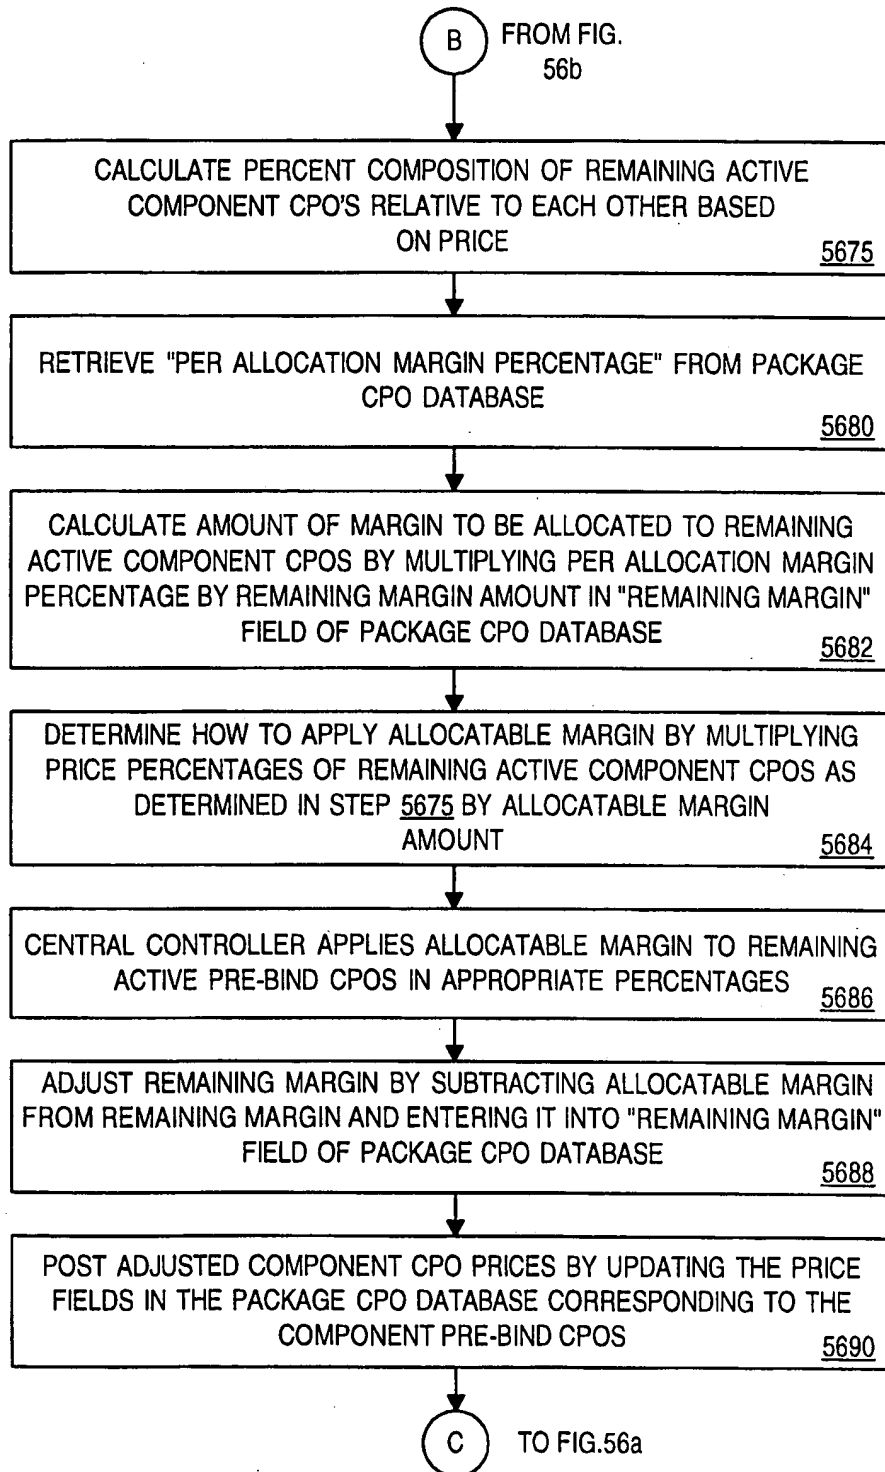 B FROM FIG.
56b
CALCULATE PERCENT COMPOSITION OF REMAINING ACTIVE
COMPONENT CPO'S RELATIVE TO EACH OTHER BASED
ON PRICE
5675
RETRIEVE "PER ALLOCATION MARGIN PERCENTAGE" FROM PACKAGE
CPO DATABASE
5680
CALCULATE AMOUNT OF MARGIN TO BE ALLOCATED TO REMAINING
ACTIVE COMPONENT CPOS BY MULTIPLYING PER ALLOCATION MARGIN
PERCENTAGE BY REMAINING MARGIN AMOUNT IN "REMAINING MARGIN"
FIELD OF PACKAGE CPO DATABASE
5682
DETERMINE HOW TO APPLY ALLOCATABLE MARGIN BY MULTIPLYING
PRICE PERCENTAGES OF REMAINING ACTIVE COMPONENT CPOS AS
DETERMINED IN STEP 5675 BY ALLOCATABLE MARGIN
AMOUNT
5684
CENTRAL CONTROLLER APPLIES ALLOCATABLE MARGIN TO REMAINING
ACTIVE PRE-BIND CPOS IN APPROPRIATE PERCENTAGES
5686
ADJUST REMAINING MARGIN BY SUBTRACTING ALLOCATABLE MARGIN
FROM REMAINING MARGIN AND ENTERING IT INTO "REMAINING MARGIN"
FIELD OF PACKAGE CPO DATABASE
5688
POST ADJUSTED COMPONENT CPO PRICES BY UPDATING THE PRICE
FIELDS IN THE PACKAGE CPO DATABASE CORRESPONDING TO THE
COMPONENT PRE-BIND CPOS
5690
C TO FIG.56a